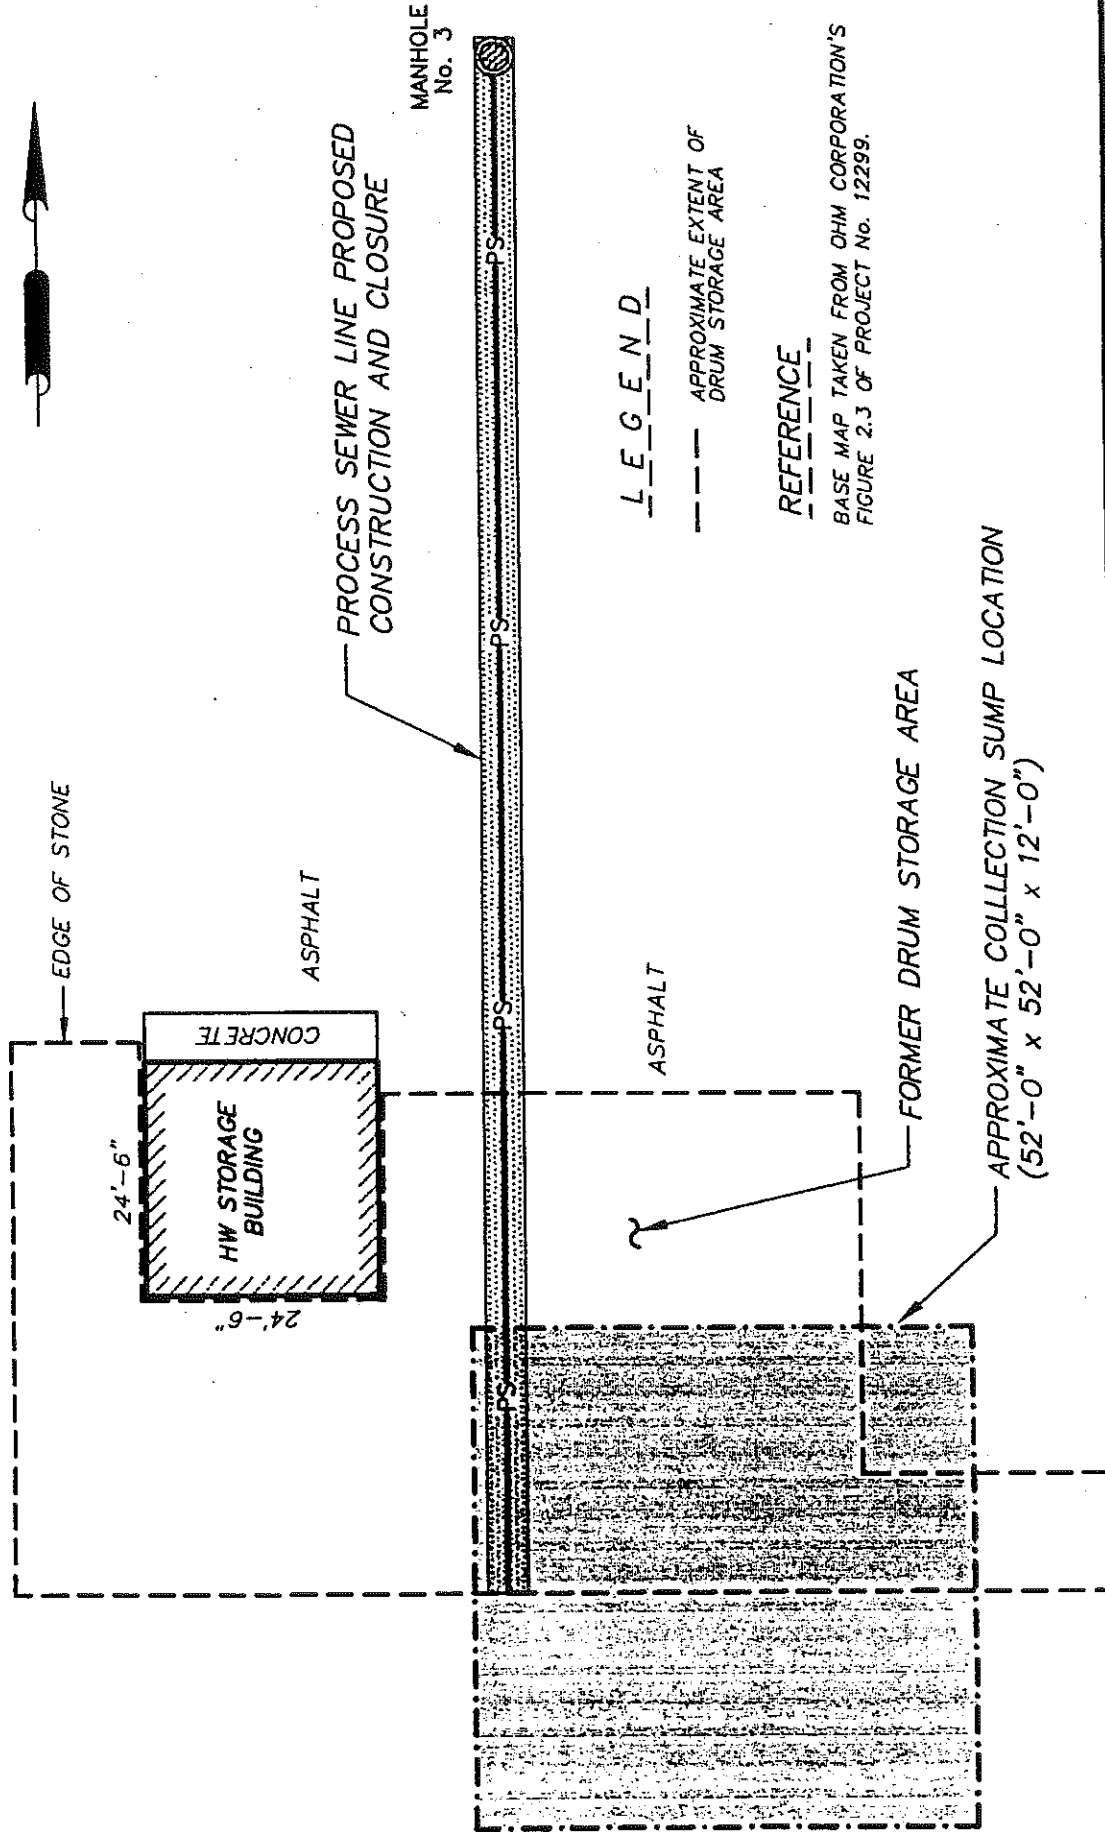 MANHOLE
No. 3
PROCESS SEWER LINE PROPOSED
CONSTRUCTION AND CLOSURE
EDGE OF STONE
ASPHALT
CONCRETE
24'-6"
HW STORAGE
BUILDING
24'-6"
PS
PS
PS
PS
ASPHALT
FORMER DRUM STORAGE AREA
APPROXIMATE COLLLECTION SUMP LOCATION
(52'-0" x 52'-0" x 12'-0")
LEGEND
APPROXIMATE EXTENT OF
DRUM STORAGE AREA
REFERENCE
BASE MAP TAKEN FROM OHM CORPORATION'S
FIGURE 2.3 OF PROJECT No. 12299.